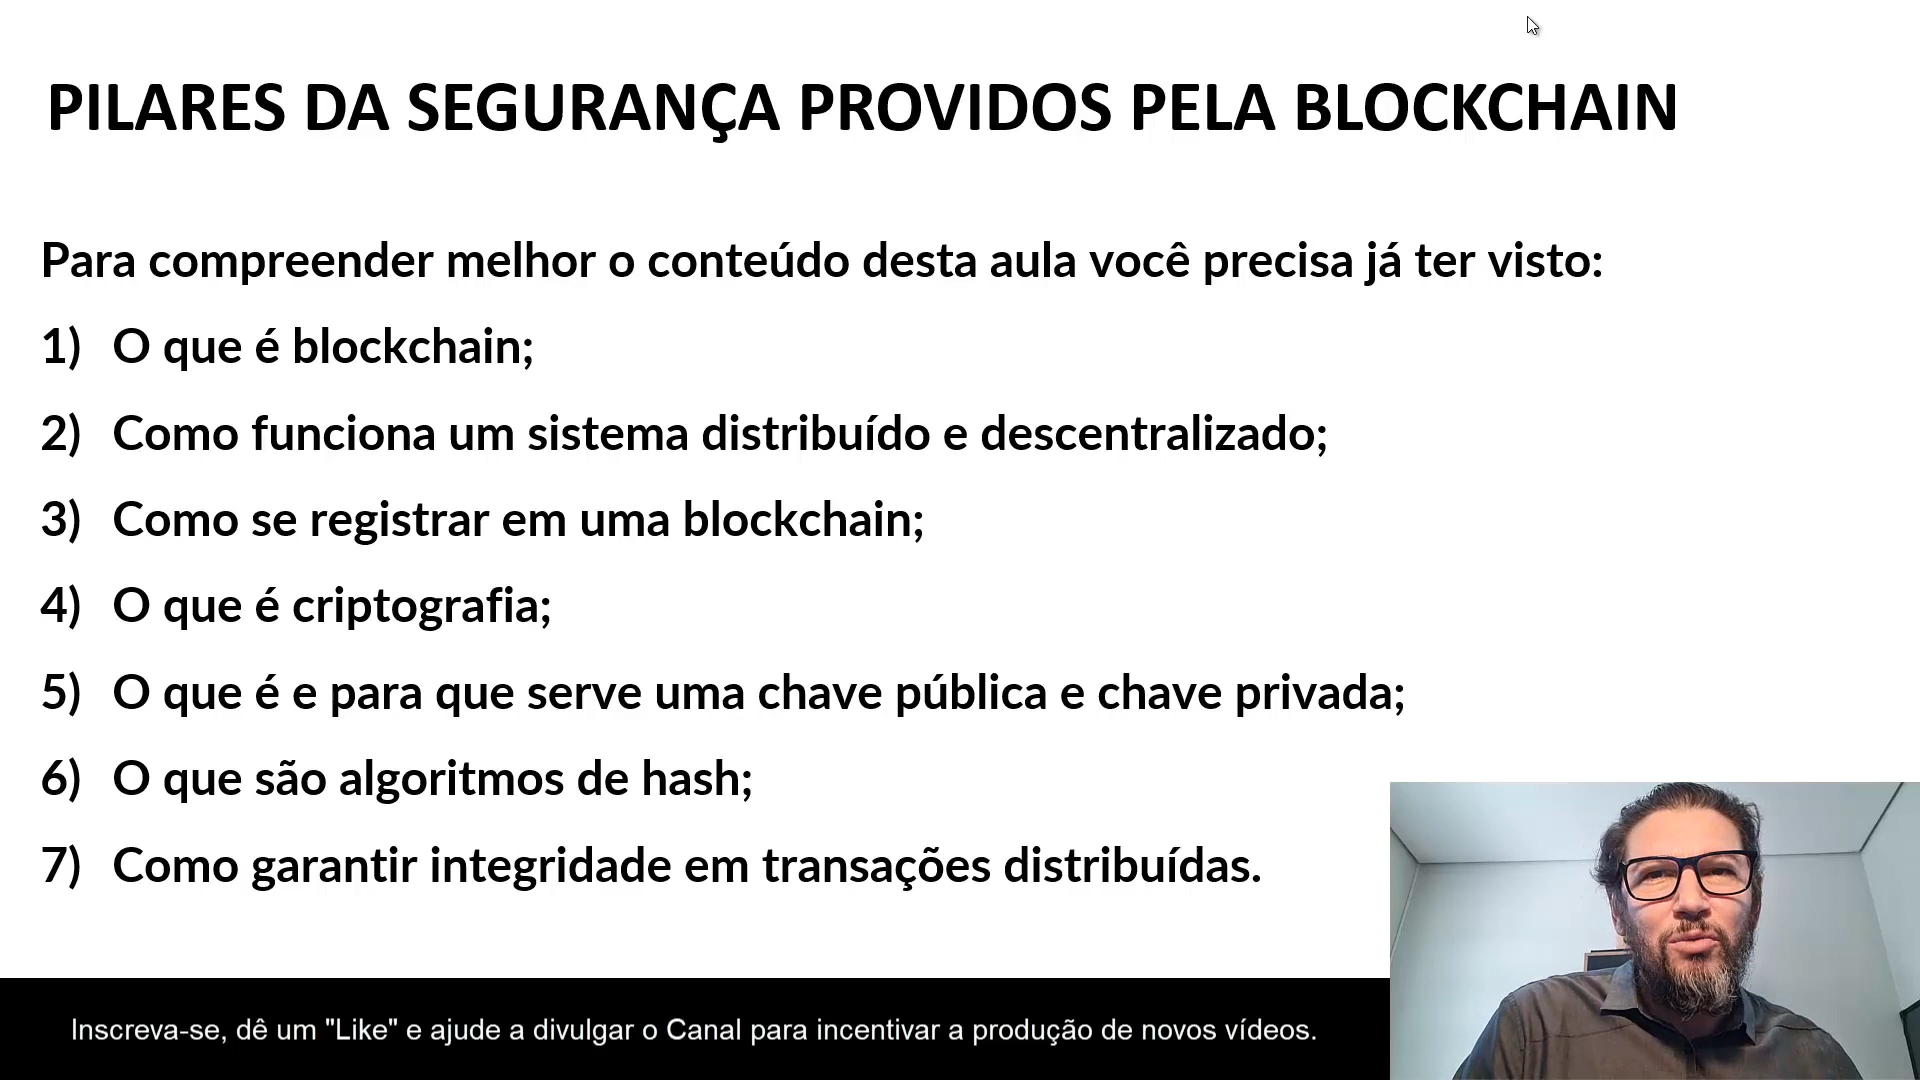 PILARES DA SEGURANÇA PROVIDOS PELA BLOCKCHAIN
Para compreender melhor o conteúdo desta aula você precisa já ter visto:
1) O que é blockchain;
2) Como funciona um sistema distribuído e descentralizado;
3) Como se registrar em uma blockchain;
4) O que é criptografia;
5) O que é e para que serve uma chave pública e chave privada;
6) O que são algoritmos de hash;
7) Como garantir integridade em transações distribuídas.
Inscreva-se, dê um "Like" e ajude a divulgar o Canal para incentivar a produção de novos vídeos.